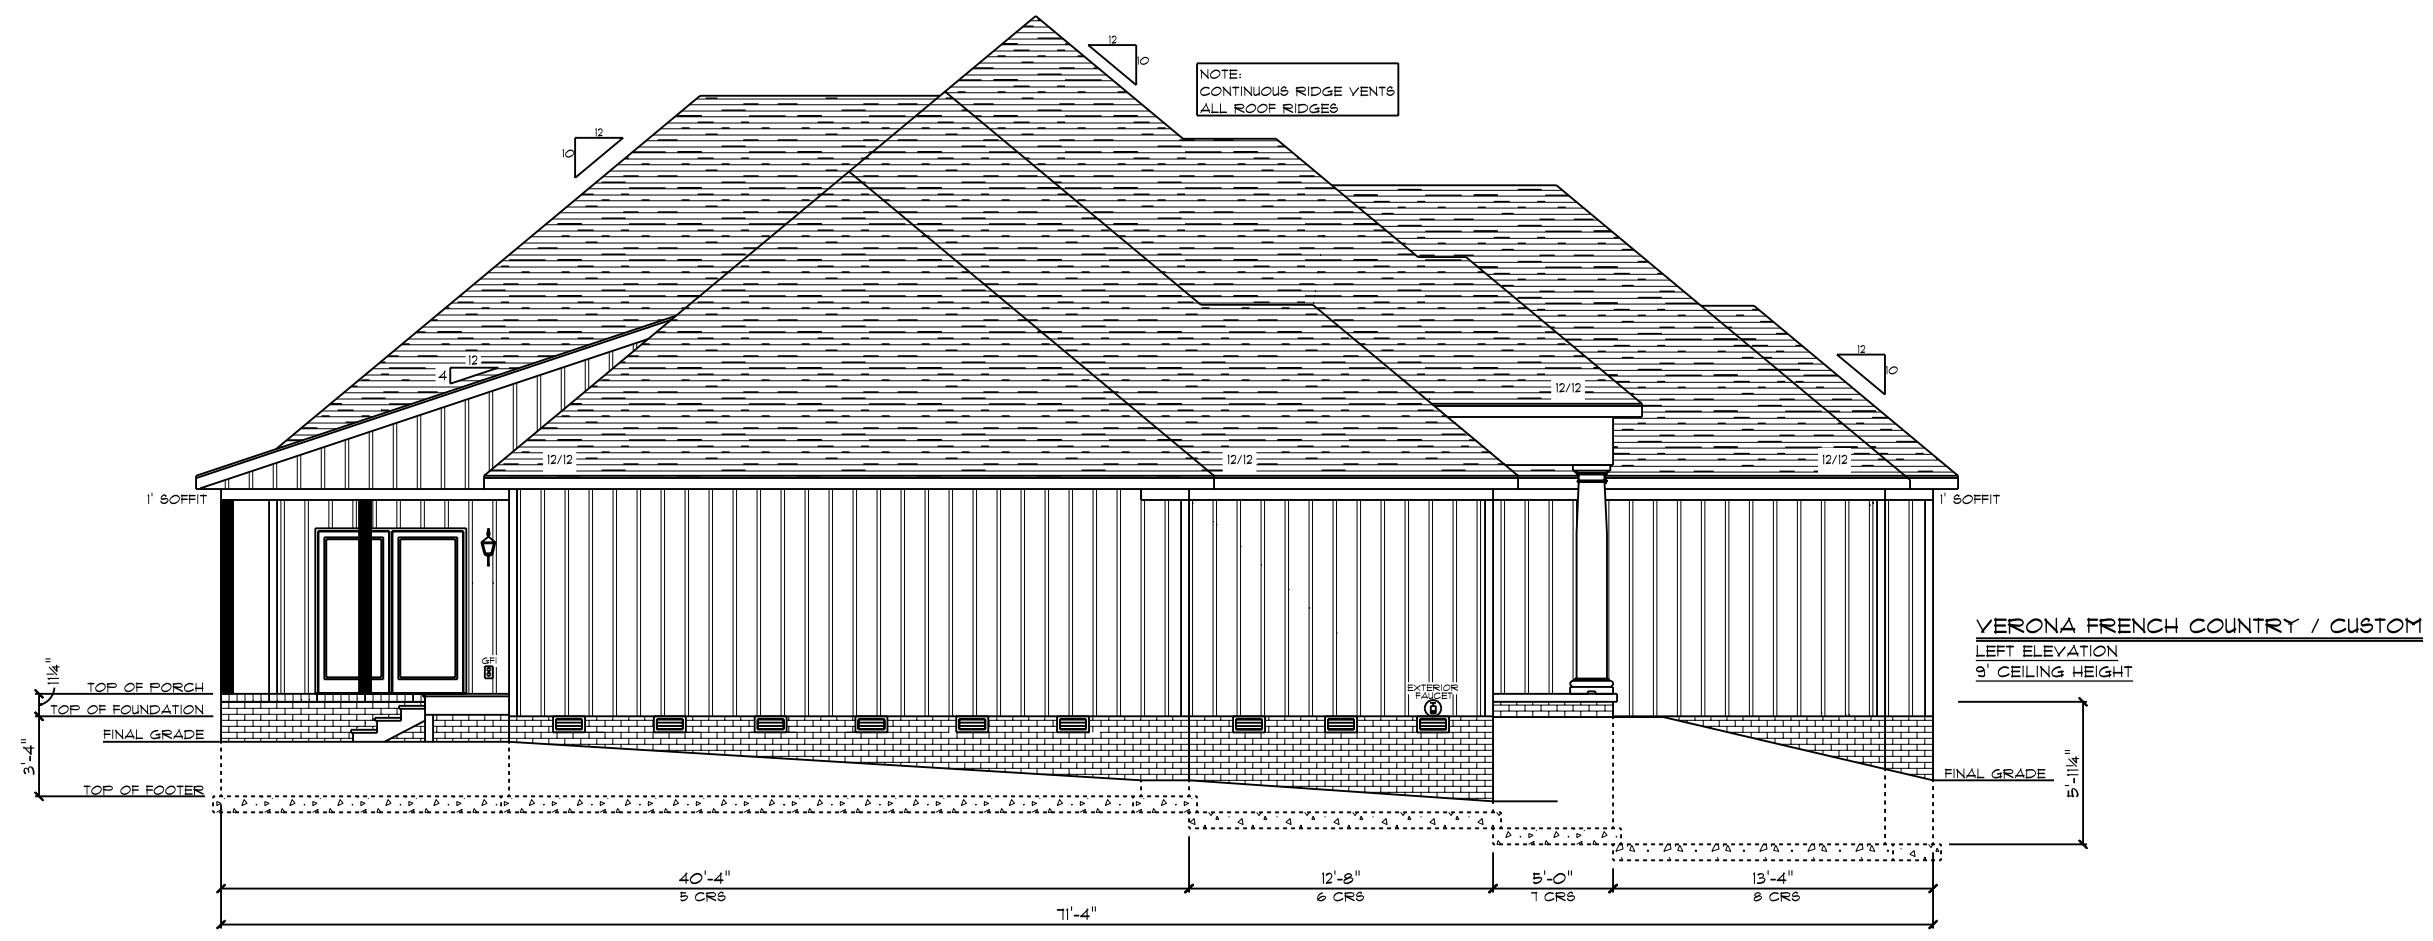 12
10
NOTE:
CONTINUOUS RIDGE VENTS
ALL ROOF RIDGES
12
10
12
4
12
10
12/12
12/12
12/12
12/12
1' SOFFIT
1' SOFFIT
VERONA FRENCH COUNTRY / CUSTOM
LEFT ELEVATION
9' CEILING HEIGHT
GFI
EXTERIOR
FAUCET
11¼"
TOP OF PORCH
TOP OF FOUNDATION
FINAL GRADE
3'-4"
TOP OF FOOTER
FINAL GRADE
5'-11¼"
40'-4"
5 CRS
12'-8"
6 CRS
5'-0"
7 CRS
13'-4"
8 CRS
71'-4"